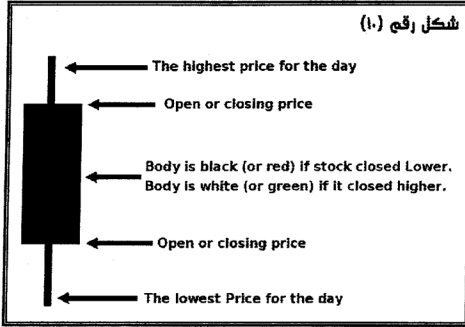 شكل رقم (١٠)
The highest price for the day
Open or closing price
Body is black (or red) if stock closed Lower.
Body is white (or green) if it closed higher.
Open or closing price
The lowest Price for the day